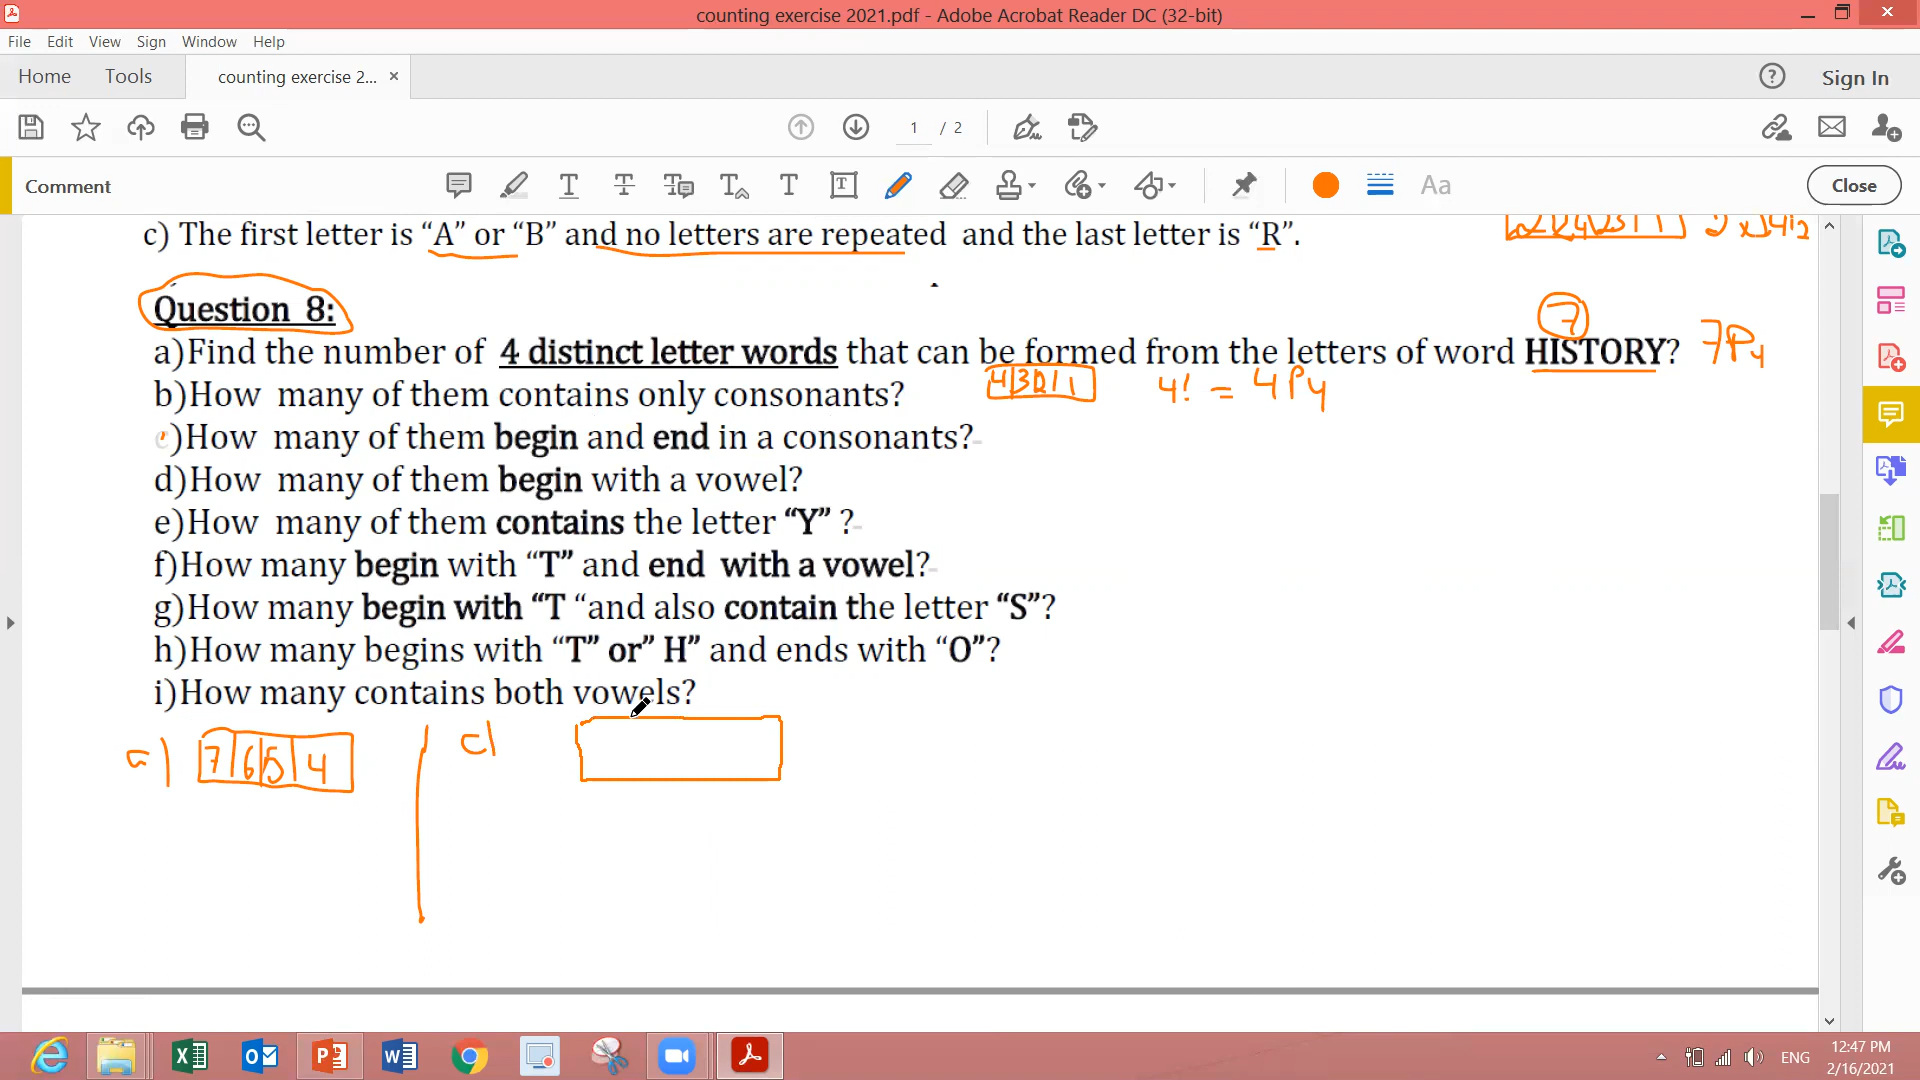 counting exercise 2021.pdf - Adobe Acrobat Reader DC (32-bit)
File Edit View Sign Window Help
Home Tools counting exercise 2... × Sign In
1 / 2
Comment Aa Close
c) The first letter is “A” or “B” and no letters are repeated and the last letter is “R”.
Question 8:
7
a)Find the number of 4 distinct letter words that can be formed from the letters of word HISTORY? 7P4
b)How many of them contains only consonants? 4 3 2 1 4! = 4P4
c)How many of them begin and end in a consonants?
d)How many of them begin with a vowel?
e)How many of them contains the letter “Y” ?
f)How many begin with “T” and end with a vowel?
g)How many begin with “T “and also contain the letter “S”?
h)How many begins with “T” or” H” and ends with “O”?
i)How many contains both vowels?
a) 7 6 5 4 c)
ENG
12:47 PM
2/16/2021